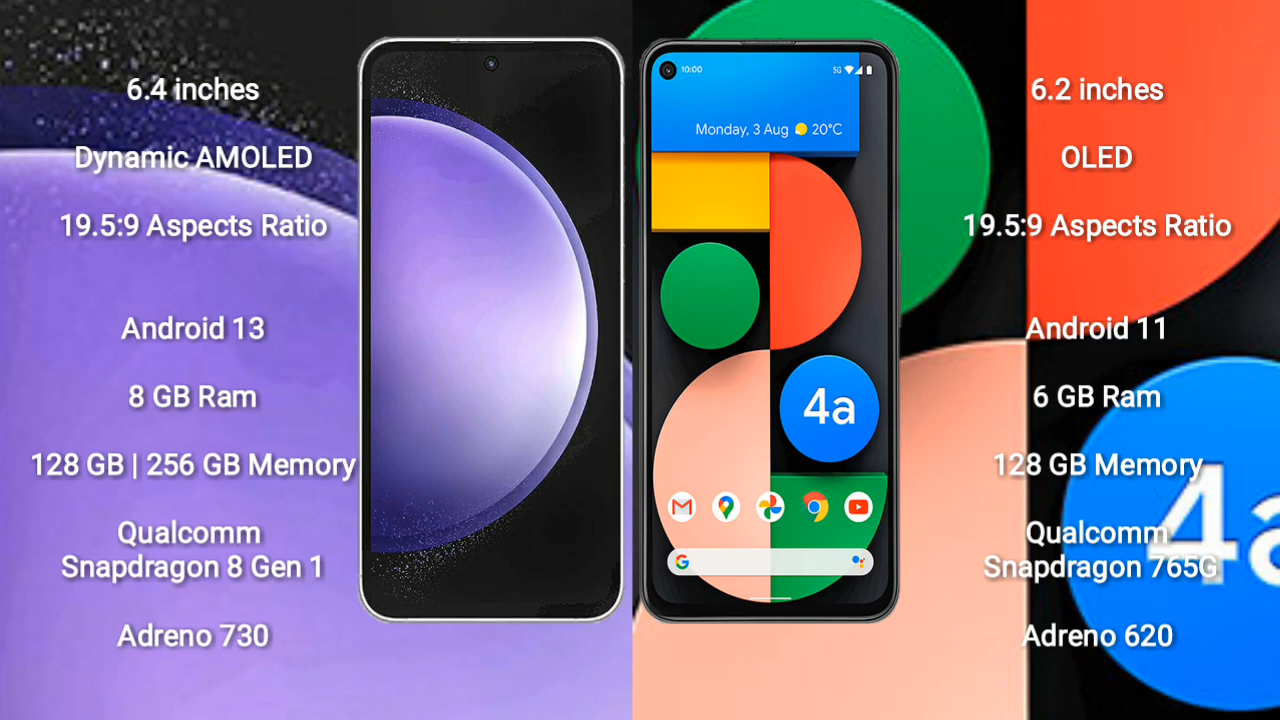 6.4 inches
Dynamic AMOLED
19.5:9 Aspects Ratio
Android 13
8 GB Ram
128 GB | 256 GB Memory
Qualcomm
Snapdragon 8 Gen 1
Adreno 730
10:00
5G
Monday, 3 Aug 20°C
4a
G
6.2 inches
OLED
19.5:9 Aspects Ratio
Android 11
6 GB Ram
128 GB Memory
Qualcomm
Snapdragon 765G
Adreno 620
4a